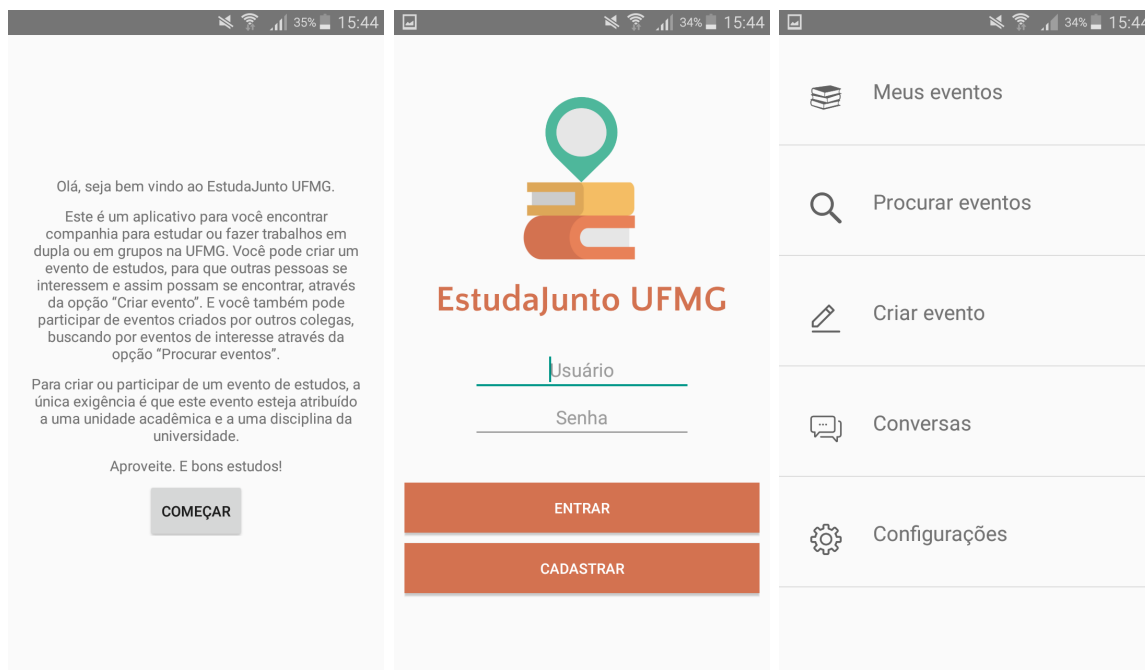 35% 15:44
Olá, seja bem vindo ao EstudaJunto UFMG.
Este é um aplicativo para você encontrar
companhia para estudar ou fazer trabalhos em
dupla ou em grupos na UFMG. Você pode criar um
evento de estudos, para que outras pessoas se
interessem e assim possam se encontrar, através
da opção “Criar evento”. E você também pode
participar de eventos criados por outros colegas,
buscando por eventos de interesse através da
opção “Procurar eventos”.
Para criar ou participar de um evento de estudos, a
única exigência é que este evento esteja atribuído
a uma unidade acadêmica e a uma disciplina da
universidade.
Aproveite. E bons estudos!
COMEÇAR
34% 15:44
EstudaJunto UFMG
Usuário
Senha
ENTRAR
CADASTRAR
34% 15:44
Meus eventos
Procurar eventos
Criar evento
Conversas
Configurações